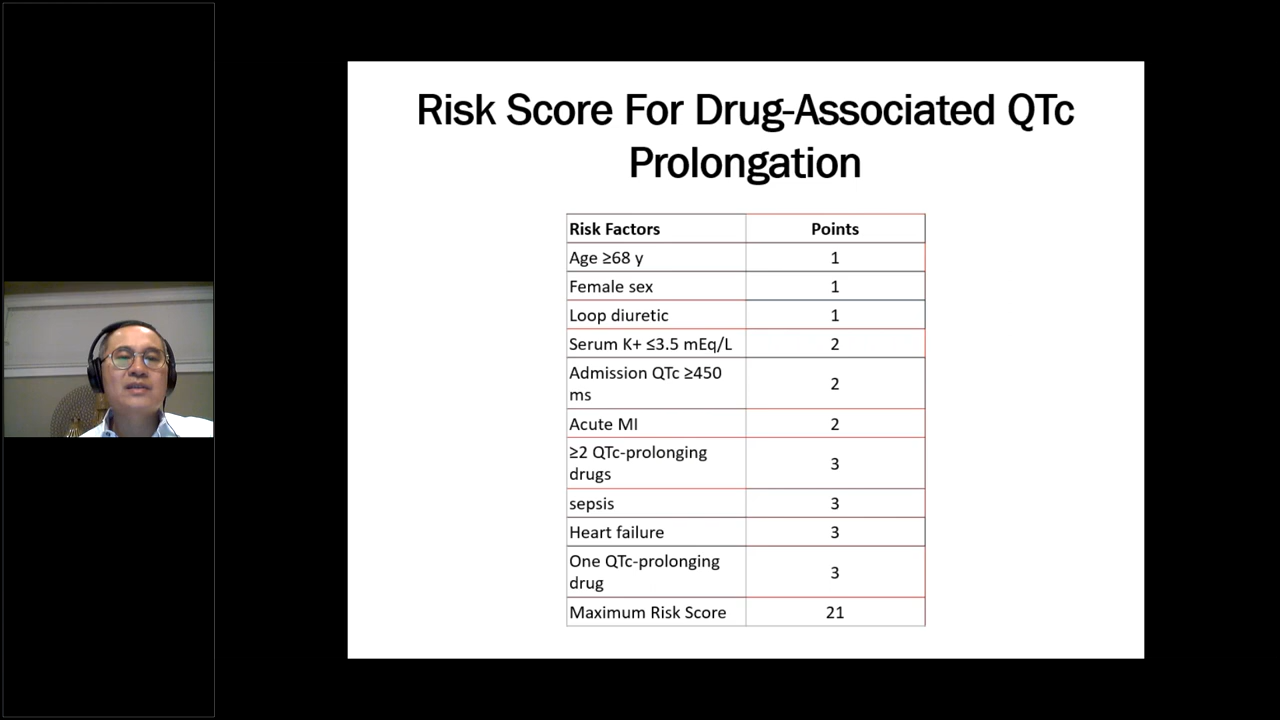 Risk Score For Drug-Associated QTc
Prolongation
Risk Factors Points
Age ≥68 y 1
Female sex 1
Loop diuretic 1
Serum K+ ≤3.5 mEq/L 2
Admission QTc ≥450
ms 2
Acute MI 2
≥2 QTc-prolonging
drugs 3
sepsis 3
Heart failure 3
One QTc-prolonging
drug 3
Maximum Risk Score 21